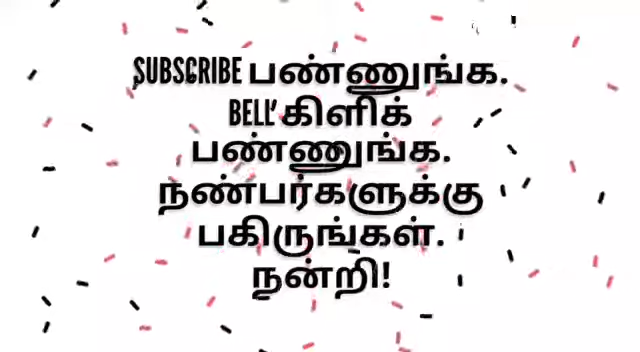 SUBSCRIBE பண்ணுங்க.
BELL' கிளிக்
பண்ணுங்க.
நண்பர்களுக்கு
பகிருங்கள்.
நன்றி!